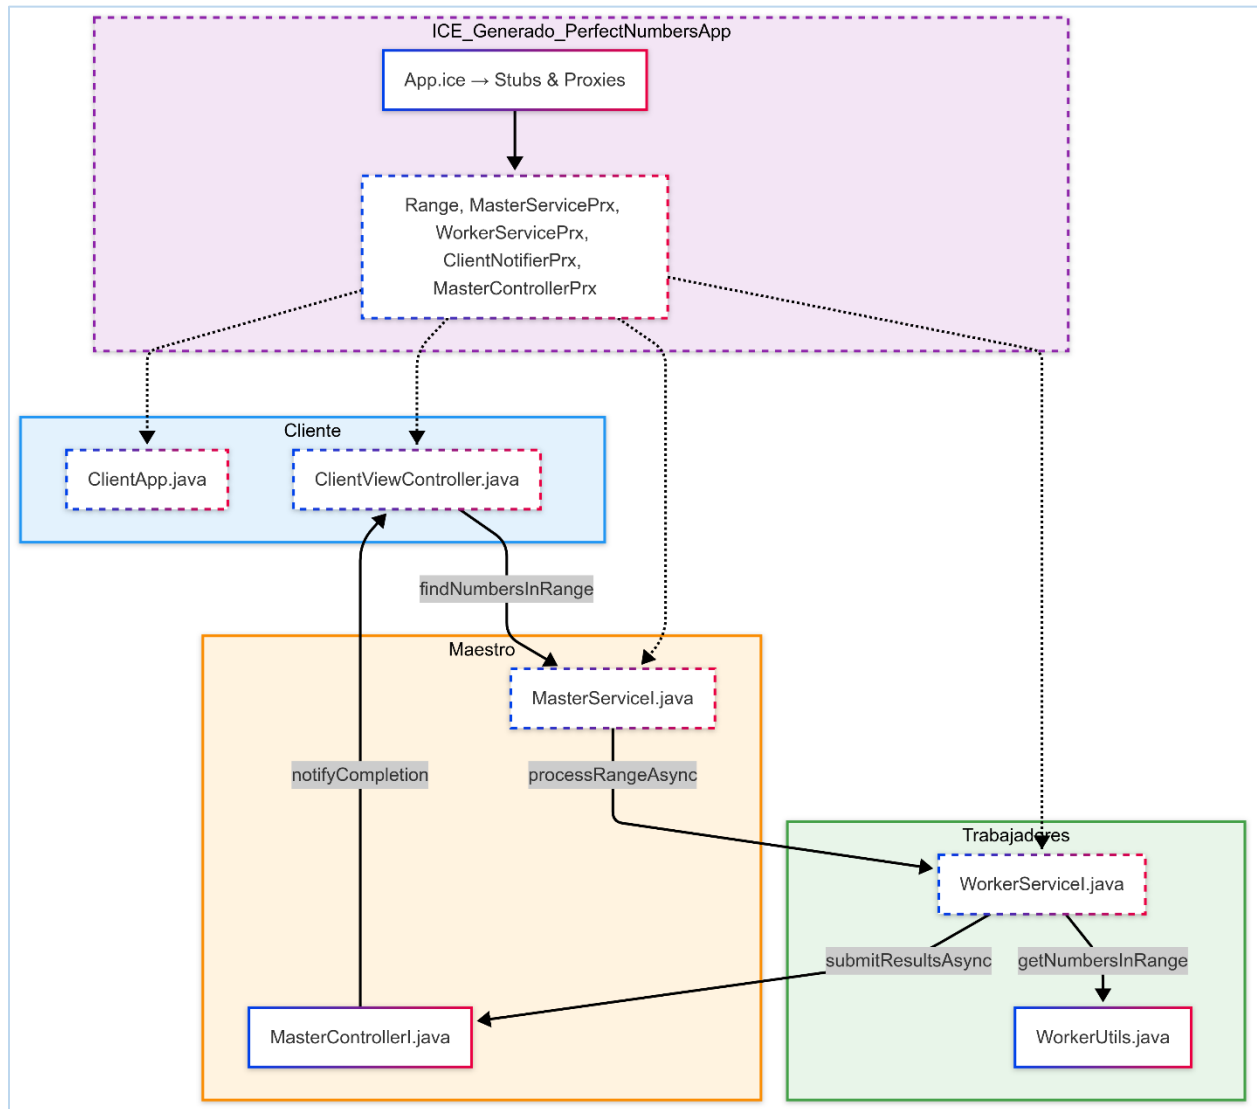 ICE_Generado_PerfectNumbersApp
App.ice → Stubs & Proxies
Range, MasterServicePrx,
WorkerServicePrx,
ClientNotifierPrx,
MasterControllerPrx
Cliente
ClientApp.java
ClientViewController.java
findNumbersInRange
Maestro
MasterServiceI.java
notifyCompletion
processRangeAsync
Trabajadores
WorkerServiceI.java
submitResultsAsync
getNumbersInRange
MasterControllerI.java
WorkerUtils.java